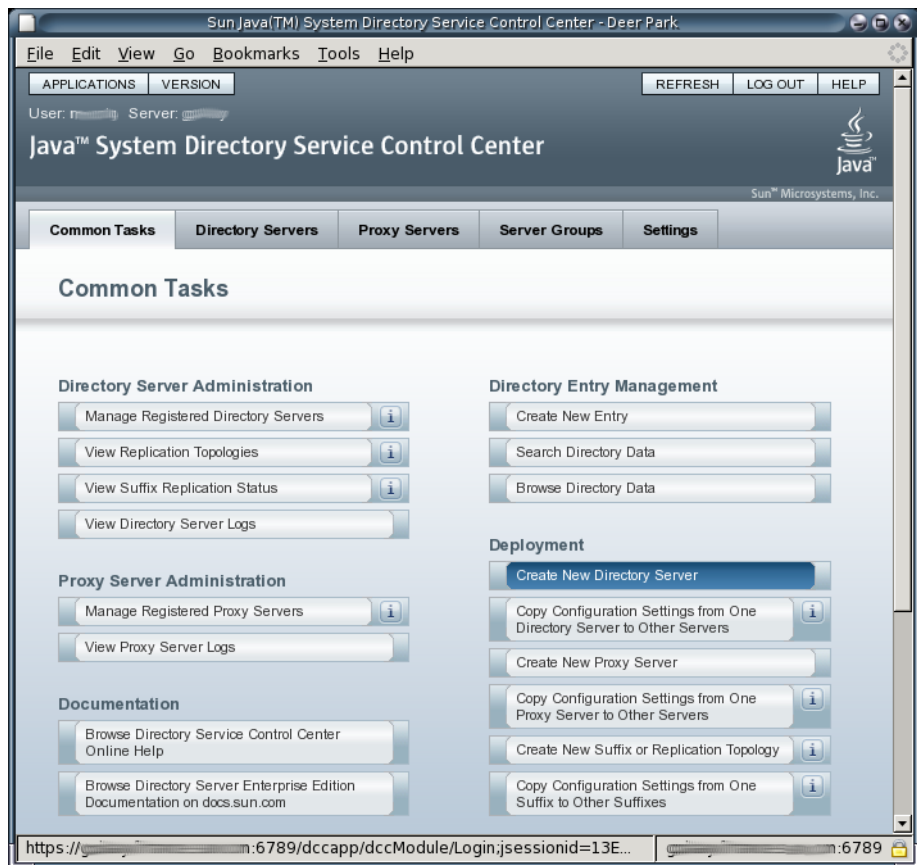 Sun Java(TM) System Directory Service Control Center - Deer Park
File Edit View Go Bookmarks Tools Help
APPLICATIONS VERSION REFRESH LOG OUT HELP
User: Server:
Java™ System Directory Service Control Center
Java™
Sun™ Microsystems, Inc.
Common Tasks Directory Servers Proxy Servers Server Groups Settings
Common Tasks
Directory Server Administration
Manage Registered Directory Servers
View Replication Topologies
View Suffix Replication Status
View Directory Server Logs
Proxy Server Administration
Manage Registered Proxy Servers
View Proxy Server Logs
Documentation
Browse Directory Service Control Center
Online Help
Browse Directory Server Enterprise Edition
Documentation on docs.sun.com
Directory Entry Management
Create New Entry
Search Directory Data
Browse Directory Data
Deployment
Create New Directory Server
Copy Configuration Settings from One
Directory Server to Other Servers
Create New Proxy Server
Copy Configuration Settings from One
Proxy Server to Other Servers
Create New Suffix or Replication Topology
Copy Configuration Settings from One
Suffix to Other Suffixes
https:// :6789/dccapp/dccModule/Login;jsessionid=13E... :6789